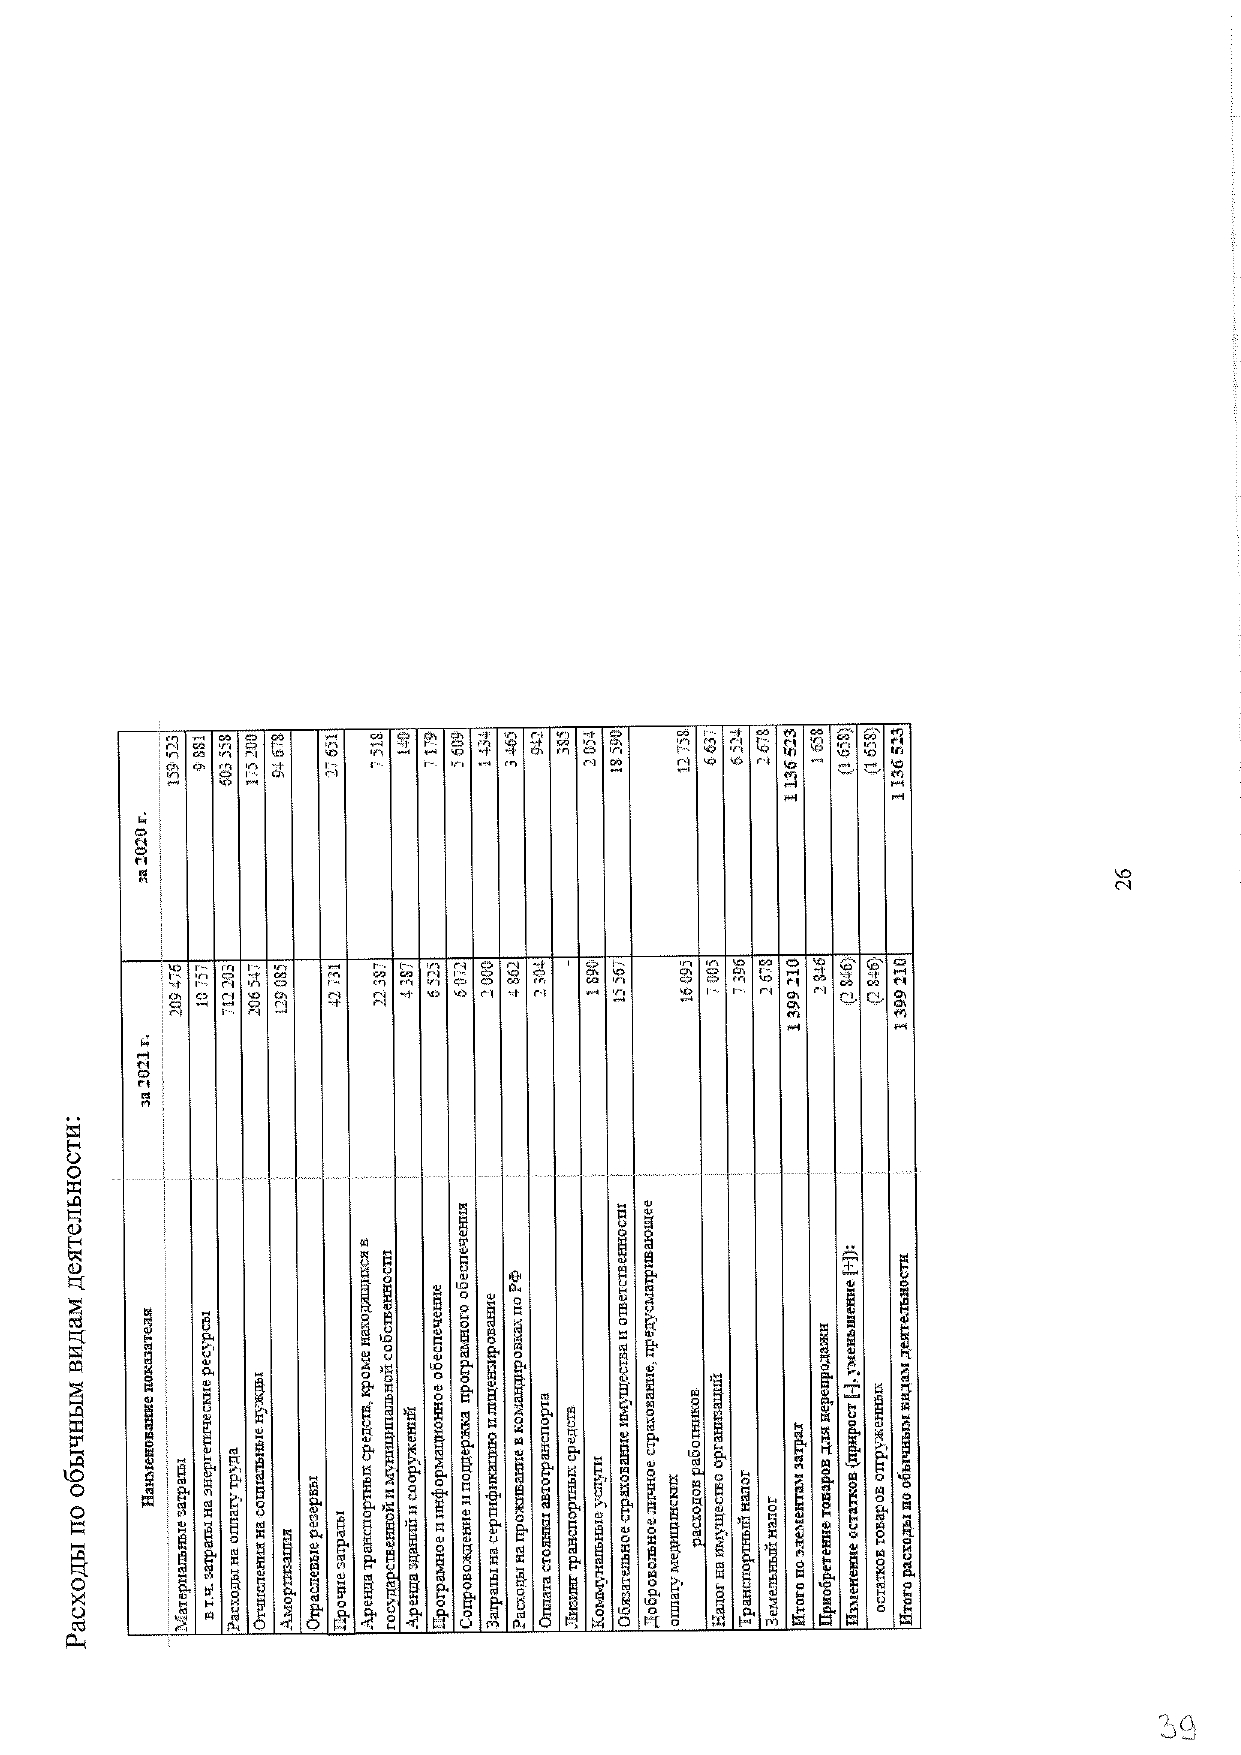 Расходы по обычным видам деятельности:
Наименование показателя за 2021 г. за 2020 г.
Материальные затраты 209 476 159 523
в т.ч. затраты на энергетические ресурсы 10 757 9 881
Расходы на оплату труда 712 203 603 558
Отчисления на социальные нужды 206 547 175 200
Амортизация 129 085 94 678
Отраслевые резервы
Прочие затраты 42 731 27 651
Аренда транспортных средств, кроме находящихся в
государственной и муниципальной собственности 22 387 7 518
Аренда зданий и сооружений 4 387 140
Програмное и информационное обеспечение 6 525 7 179
Сопровождение и поддержка програмного обеспечения 6 072 5 609
Затраты на сертификацию и лицензирование 2 000 1 434
Расходы на проживание в командировках по РФ 4 862 3 465
Оплата стоянки автотранспорта 2 304 942
Лизинг транспортных средств - 385
Коммунальные услуги 1 890 2 054
Обязательное страхование имущества и ответственности 15 567 18 590
Добровольное личное страхование, предусматривающее
оплату медицинских
расходов работников 16 095 12 758
Налог на имущество организаций 7 005 6 637
Транспортный налог 7 396 6 524
Земельный налог 2 678 2 678
Итого по элементам затрат 1 399 210 1 136 523
Приобретение товаров для перепродажи 2 846 1 658
Изменение остатков (прирост [-], уменьшение [+]): (2 846) (1 658)
остатков товаров отгруженных (2 846) (1 658)
Итого расходы по обычным видам деятельности 1 399 210 1 136 523
26
39